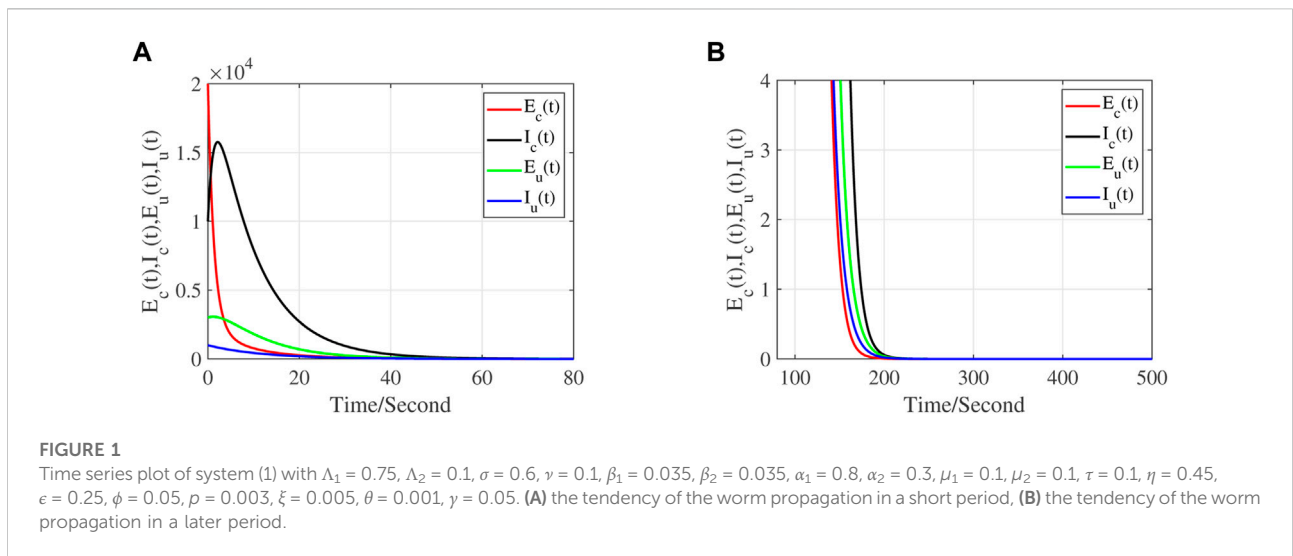 A
×10^4
2
1.5
1
0.5
0
0 20 40 60 80
E_c(t),I_c(t),E_u(t),I_u(t)
Time/Second
E_c(t)
I_c(t)
E_u(t)
I_u(t)
B
4
3
2
1
0
100 200 300 400 500
E_c(t),I_c(t),E_u(t),I_u(t)
Time/Second
E_c(t)
I_c(t)
E_u(t)
I_u(t)
FIGURE 1
Time series plot of system (1) with Λ₁ = 0.75, Λ₂ = 0.1, σ = 0.6, ν = 0.1, β₁ = 0.035, β₂ = 0.035, α₁ = 0.8, α₂ = 0.3, μ₁ = 0.1, μ₂ = 0.1, τ = 0.1, η = 0.45,
ϵ = 0.25, ϕ = 0.05, p = 0.003, ξ = 0.005, θ = 0.001, γ = 0.05. (A) the tendency of the worm propagation in a short period, (B) the tendency of the worm
propagation in a later period.